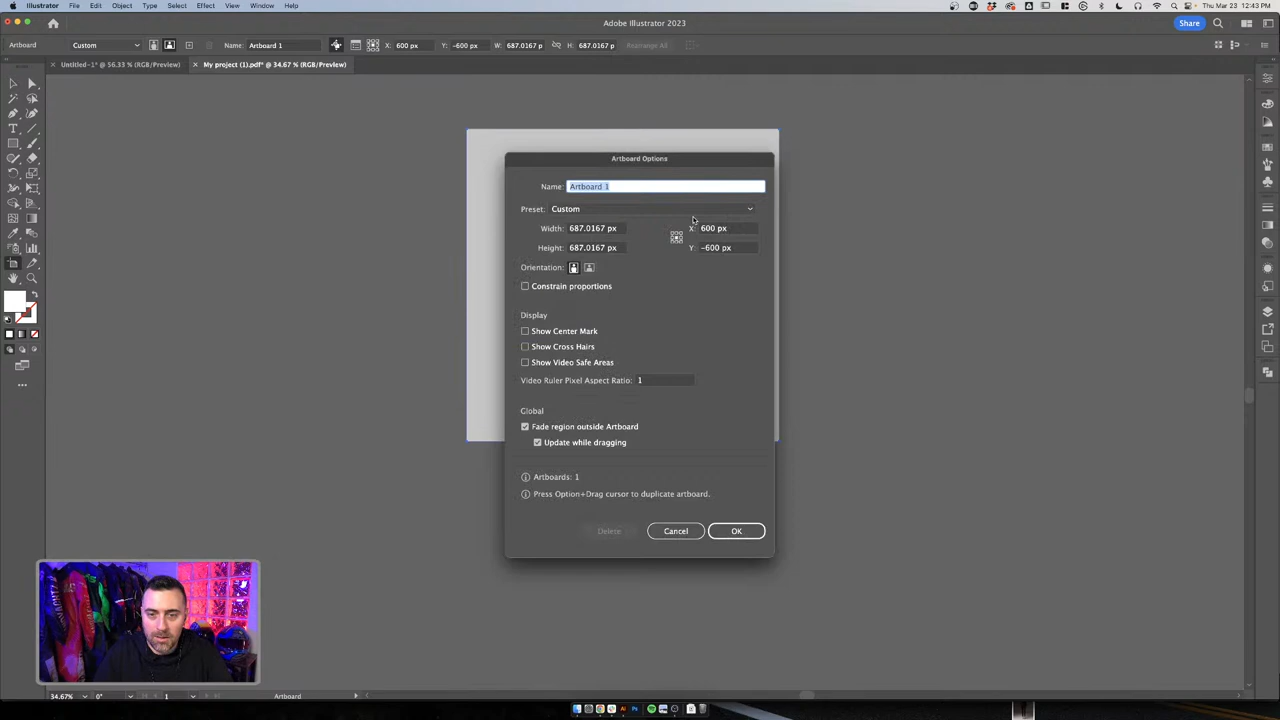 Illustrator File Edit Object Type Select Effect View Window Help Thu Mar 23 12:43 PM
Adobe Illustrator 2023 Share
Artboard Custom Name: Artboard 1 X: 600 px Y: -600 px W: 687.0167 p H: 687.0167 p Rearrange All
× Untitled-1* @ 56.33 % (RGB/Preview) × My project (1).pdf* @ 34.67 % (RGB/Preview)
Artboard Options
Name: Artboard 1
Preset: Custom
Width: 687.0167 px X: 600 px
Height: 687.0167 px Y: -600 px
Orientation:
Constrain proportions
Display
Show Center Mark
Show Cross Hairs
Show Video Safe Areas
Video Ruler Pixel Aspect Ratio: 1
Global
Fade region outside Artboard
Update while dragging
Artboards: 1
Press Option+Drag cursor to duplicate artboard.
Delete Cancel OK
34.67% 0° 1 Artboard